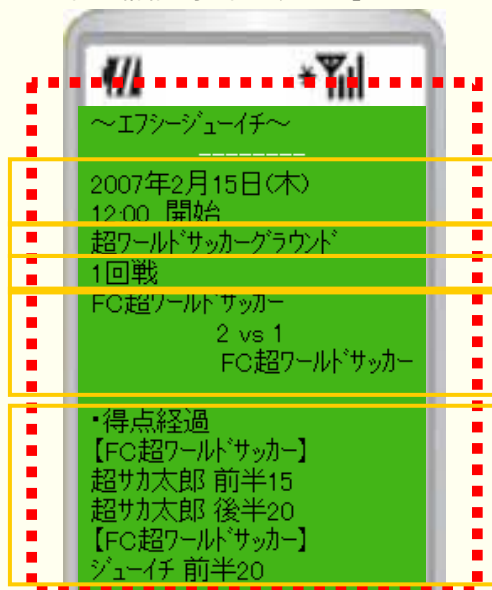 ～ｴﾌｼｰｼﾞｭｰｲﾁ～
--------
2007年2月15日(木)
12:00 開始
超ﾜｰﾙﾄﾞｻｯｶｰｸﾞﾗｳﾝﾄﾞ
1回戦
FC超ﾜｰﾙﾄﾞｻｯｶｰ
2 vs 1
FC超ﾜｰﾙﾄﾞｻｯｶｰ
･得点経過
【FC超ﾜｰﾙﾄﾞｻｯｶｰ】
超ｻｶ太郎 前半15
超ｻｶ太郎 後半20
【FC超ﾜｰﾙﾄﾞｻｯｶｰ】
ｼﾞｭｰｲﾁ 前半20